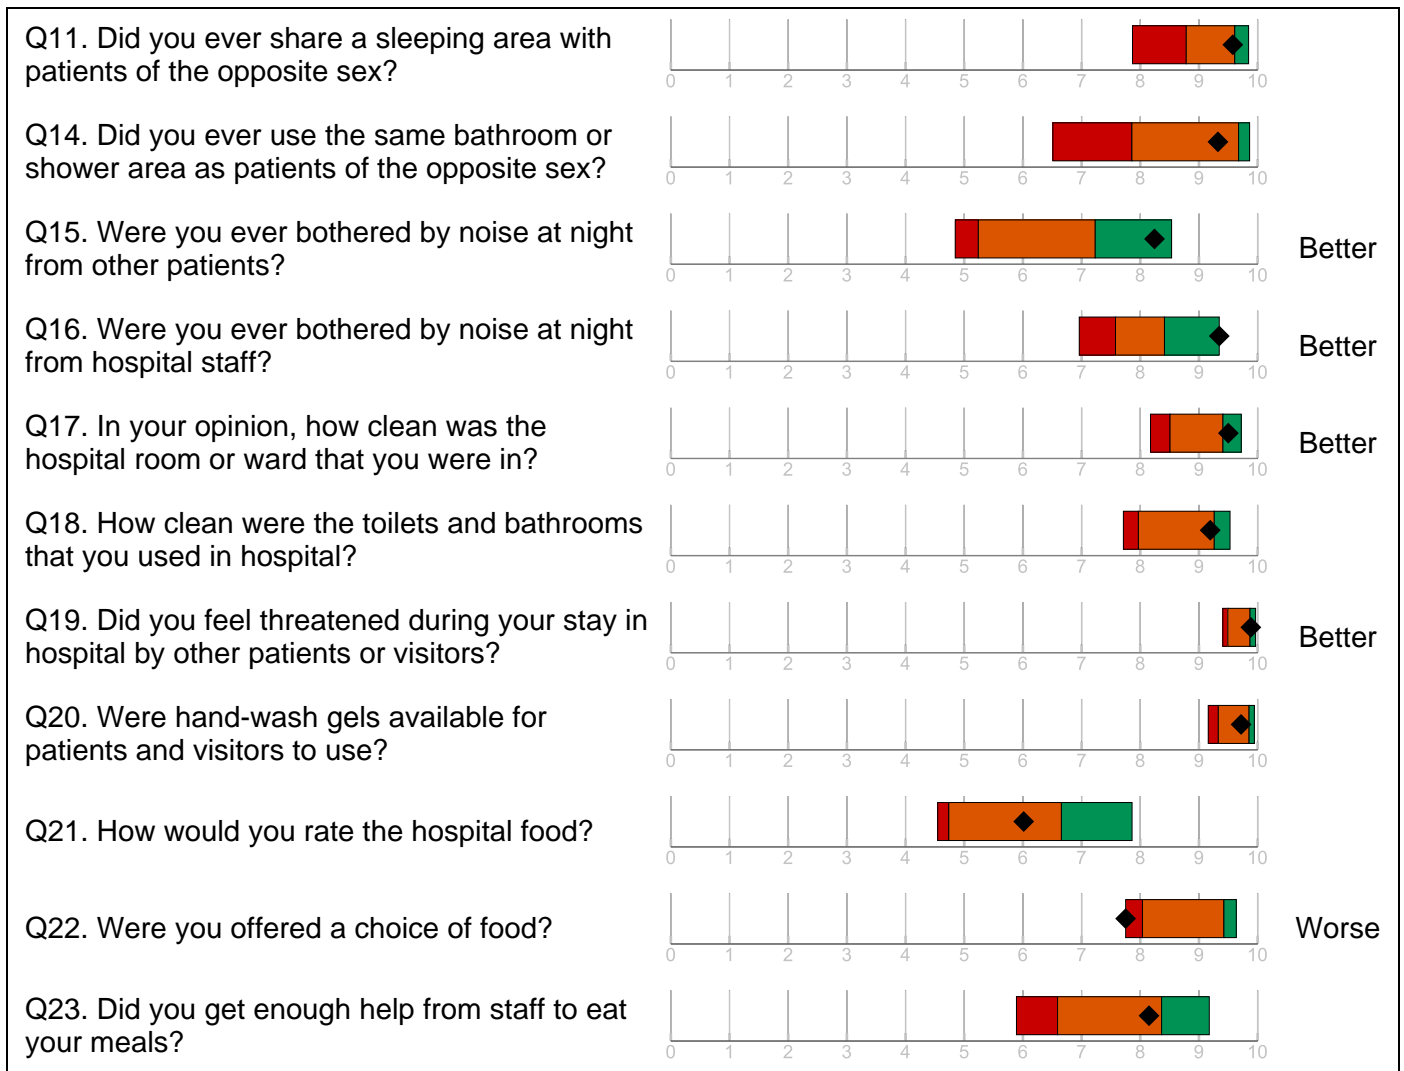 Q11. Did you ever share a sleeping area with
patients of the opposite sex?
0 1 2 3 4 5 6 7 8 9 10
Q14. Did you ever use the same bathroom or
shower area as patients of the opposite sex?
0 1 2 3 4 5 6 7 8 9 10
Q15. Were you ever bothered by noise at night
from other patients?
Better
0 1 2 3 4 5 6 7 8 9 10
Q16. Were you ever bothered by noise at night
from hospital staff?
Better
0 1 2 3 4 5 6 7 8 9 10
Q17. In your opinion, how clean was the
hospital room or ward that you were in?
Better
0 1 2 3 4 5 6 7 8 9 10
Q18. How clean were the toilets and bathrooms
that you used in hospital?
0 1 2 3 4 5 6 7 8 9 10
Q19. Did you feel threatened during your stay in
hospital by other patients or visitors?
Better
0 1 2 3 4 5 6 7 8 9 10
Q20. Were hand-wash gels available for
patients and visitors to use?
0 1 2 3 4 5 6 7 8 9 10
Q21. How would you rate the hospital food?
0 1 2 3 4 5 6 7 8 9 10
Q22. Were you offered a choice of food?
Worse
0 1 2 3 4 5 6 7 8 9 10
Q23. Did you get enough help from staff to eat
your meals?
0 1 2 3 4 5 6 7 8 9 10